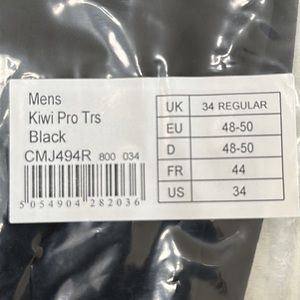 Mens
Kiwi Pro Trs
Black
CMJ494R 800 034
5 054904 282036
UK 34 REGULAR
EU 48-50
D 48-50
FR 44
US 34